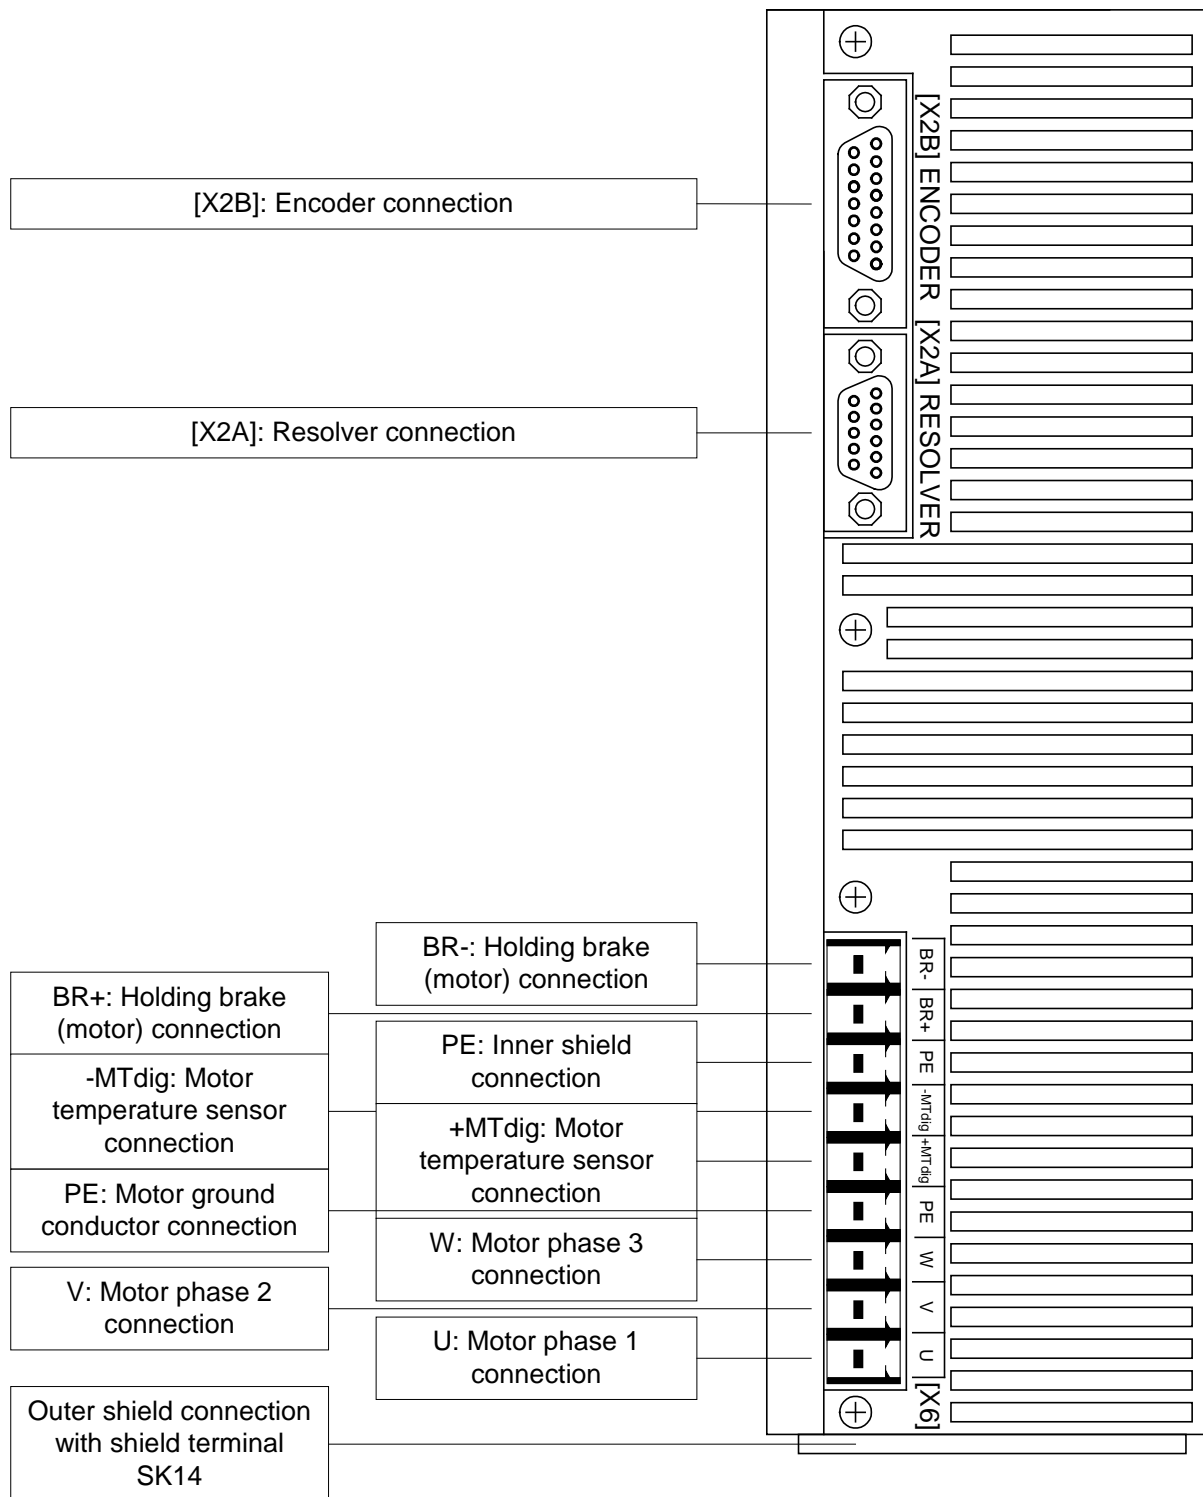 [X2B] ENCODER
[X2B]: Encoder connection
[X2A] RESOLVER
[X2A]: Resolver connection
BR-: Holding brake
(motor) connection
BR+: Holding brake
(motor) connection
PE: Inner shield
connection
-MTdig: Motor
temperature sensor
connection
+MTdig: Motor
temperature sensor
connection
PE: Motor ground
conductor connection
W: Motor phase 3
connection
V: Motor phase 2
connection
U: Motor phase 1
connection
Outer shield connection
with shield terminal
SK14
BR-
BR+
PE
-MTdig
+MTdig
PE
W
V
U
[X6]